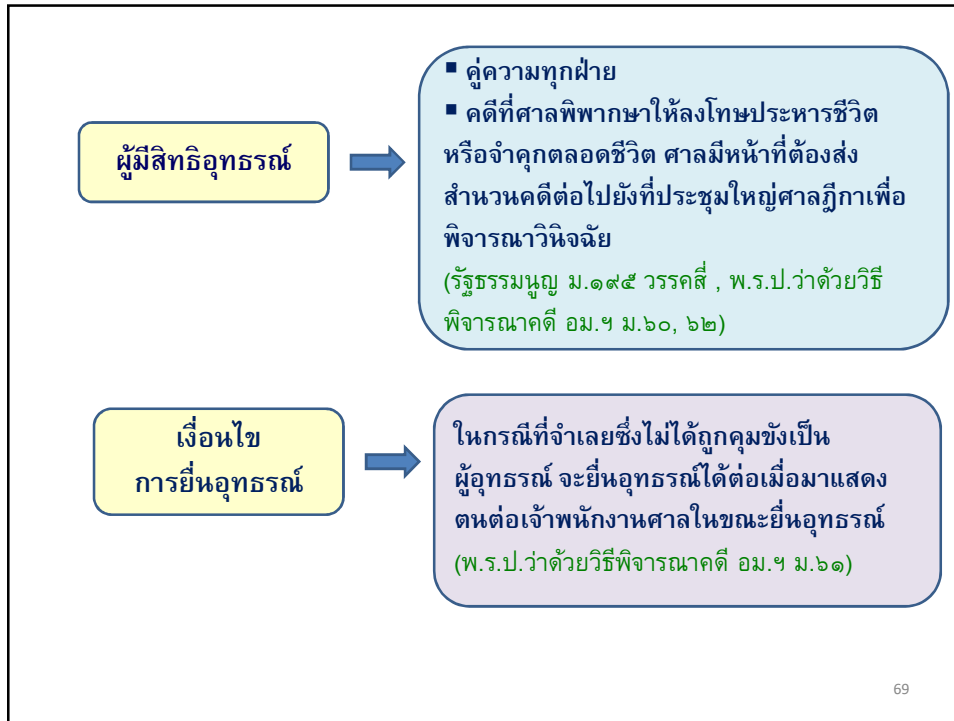 ผู้มีสิทธิอุทธรณ์
▪ คู่ความทุกฝ่าย
▪ คดีที่ศาลพิพากษาให้ลงโทษประหารชีวิต
หรือจำคุกตลอดชีวิต ศาลมีหน้าที่ต้องส่ง
สำนวนคดีต่อไปยังที่ประชุมใหญ่ศาลฎีกาเพื่อ
พิจารณาวินิจฉัย
(รัฐธรรมนูญ ม.๑๙๕ วรรคสี่ , พ.ร.ป.ว่าด้วยวิธี
พิจารณาคดี อม.ฯ ม.๖๐, ๖๒)
เงื่อนไข
การยื่นอุทธรณ์
ในกรณีที่จำเลยซึ่งไม่ได้ถูกคุมขังเป็น
ผู้อุทธรณ์ จะยื่นอุทธรณ์ได้ต่อเมื่อมาแสดง
ตนต่อเจ้าพนักงานศาลในขณะยื่นอุทธรณ์
(พ.ร.ป.ว่าด้วยวิธีพิจารณาคดี อม.ฯ ม.๖๑)
69